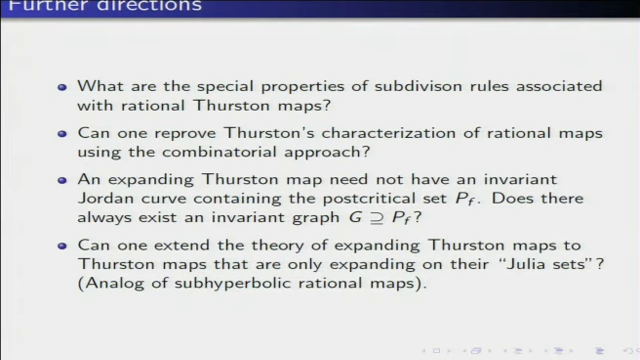 Further directions
What are the special properties of subdivison rules associated
with rational Thurston maps?
Can one reprove Thurston's characterization of rational maps
using the combinatorial approach?
An expanding Thurston map need not have an invariant
Jordan curve containing the postcritical set P_f. Does there
always exist an invariant graph G ⊇ P_f?
Can one extend the theory of expanding Thurston maps to
Thurston maps that are only expanding on their “Julia sets”?
(Analog of subhyperbolic rational maps).